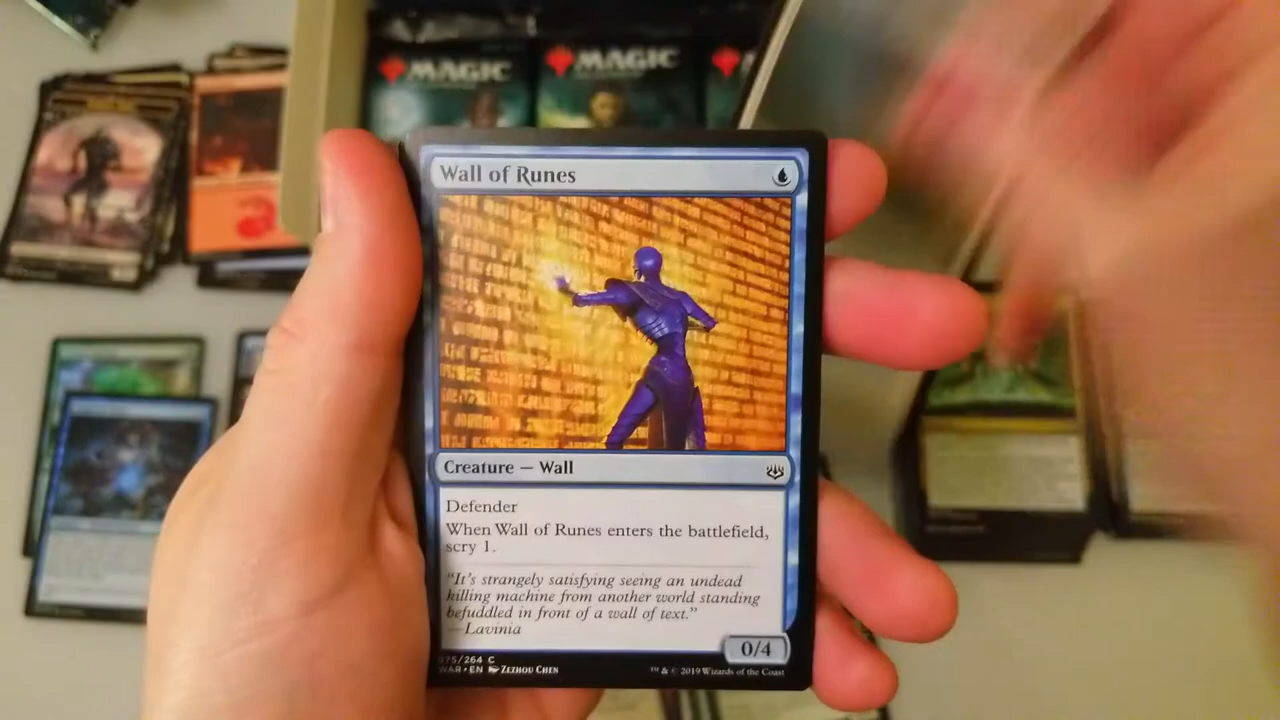 MAGIC
MAGIC
Wall of Runes
Creature — Wall
Defender
When Wall of Runes enters the battlefield,
scry 1.
"It's strangely satisfying seeing an undead
killing machine from another world standing
befuddled in front of a wall of text."
—Lavinia
0/4
75/264 C
WAR • EN Zezhou Chen
™ & © 2019 Wizards of the Coast